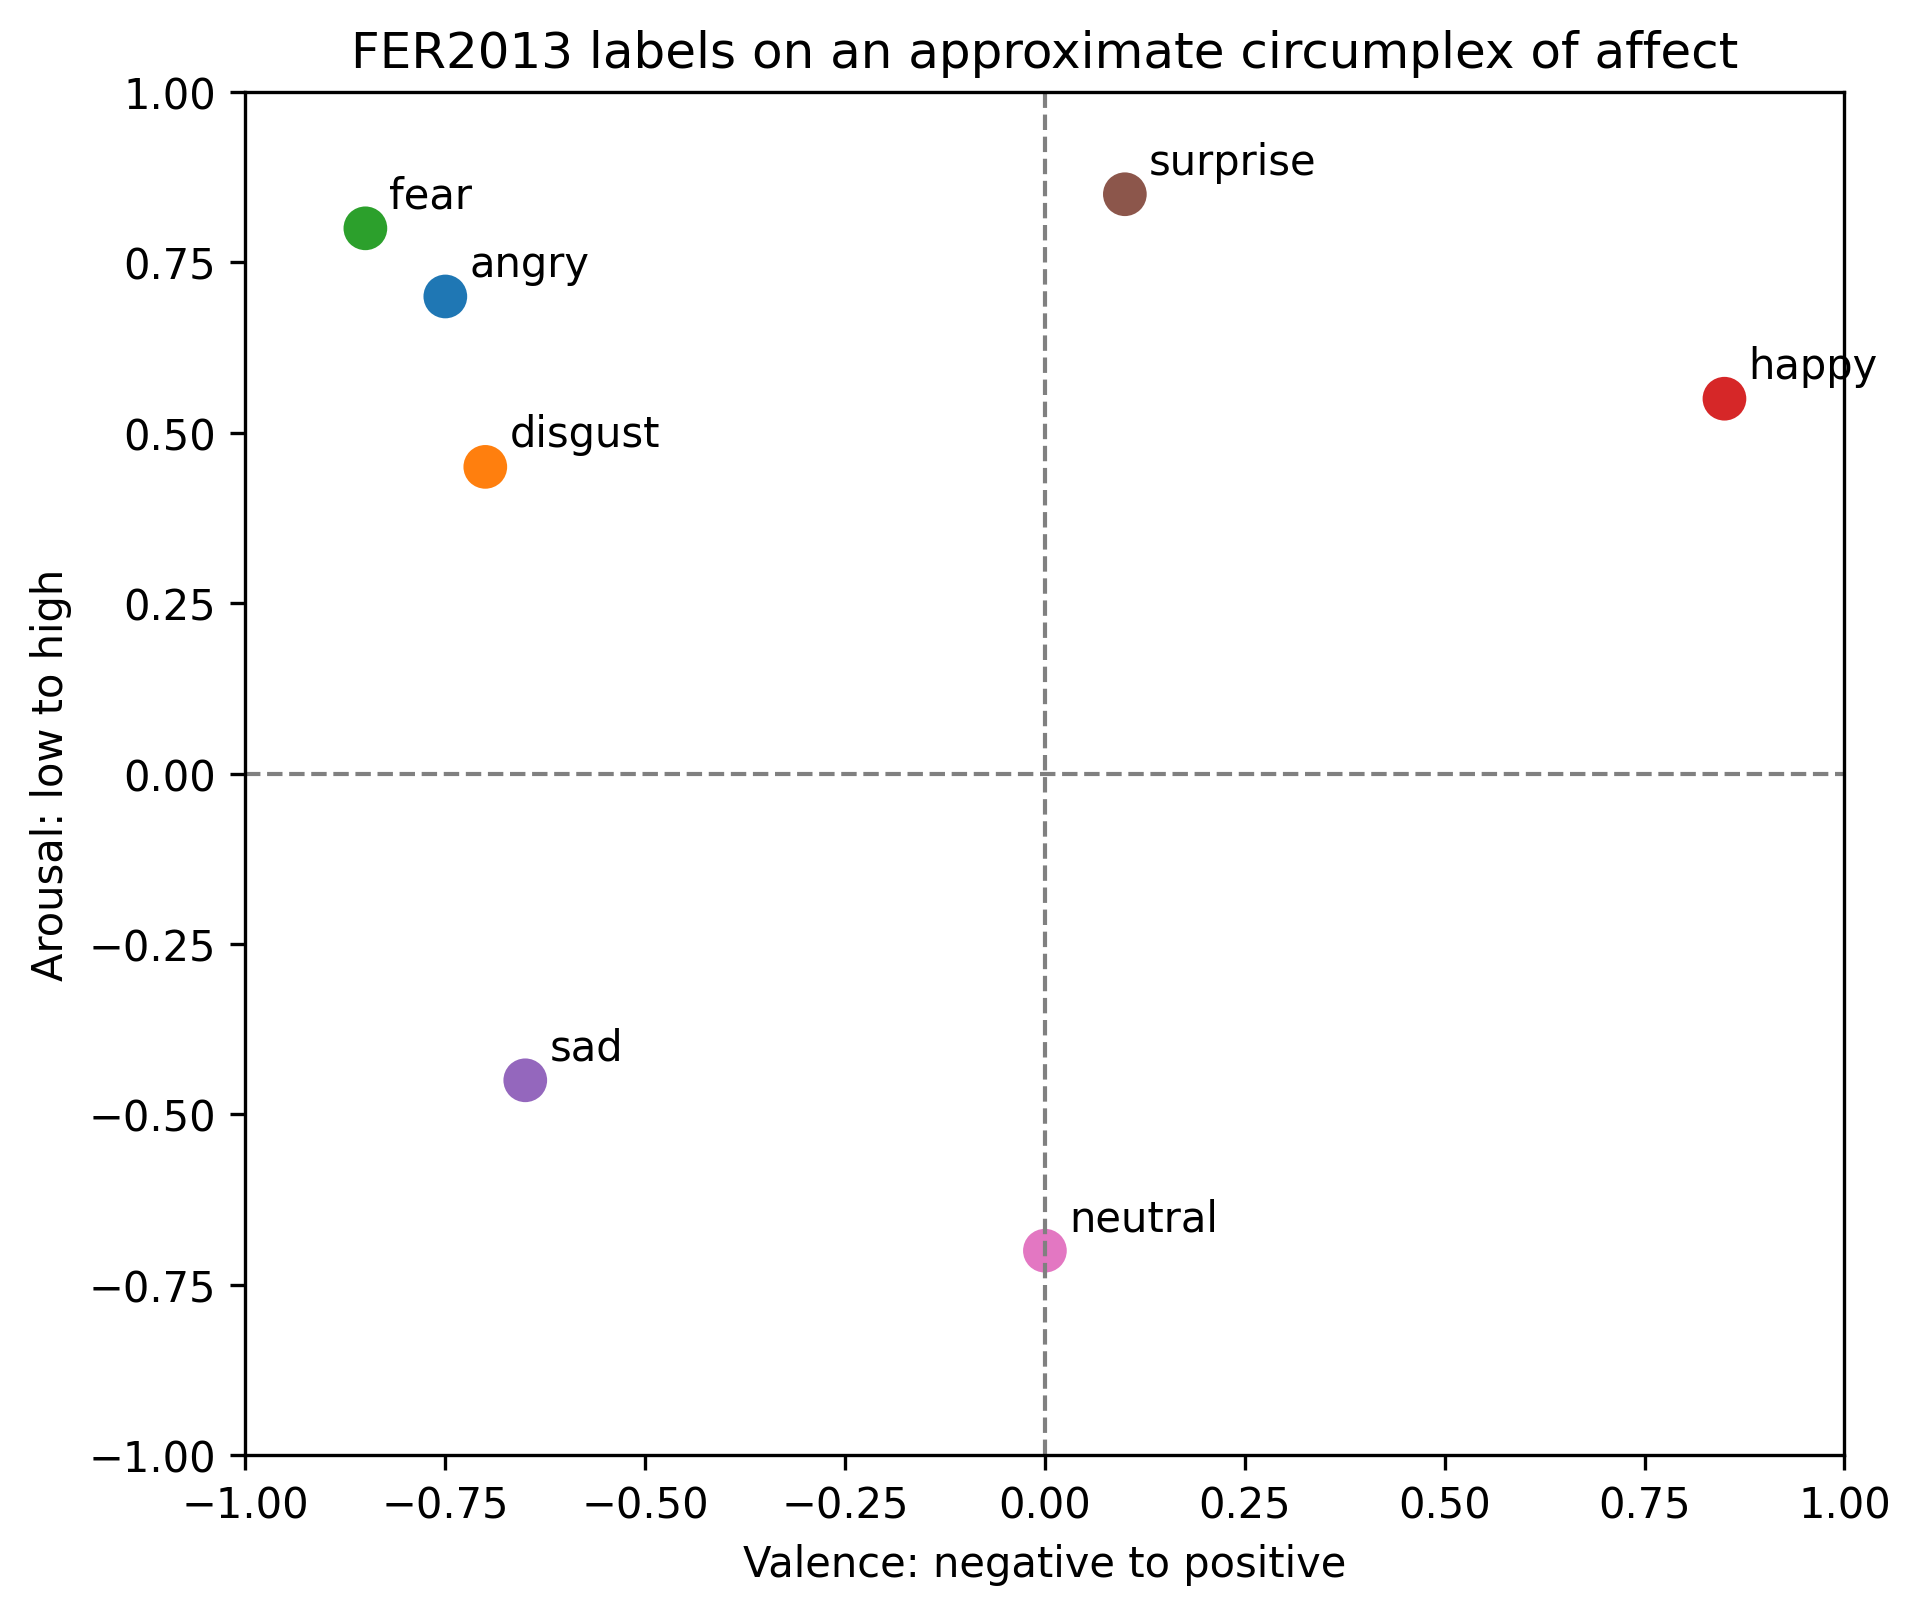 FER2013 labels on an approximate circumplex of affect
1.00
surprise
fear
0.75
angry
happy
0.50
disgust
0.25
Arousal: low to high
0.00
−0.25
sad
−0.50
neutral
−0.75
−1.00
−1.00 −0.75 −0.50 −0.25 0.00 0.25 0.50 0.75 1.00
Valence: negative to positive